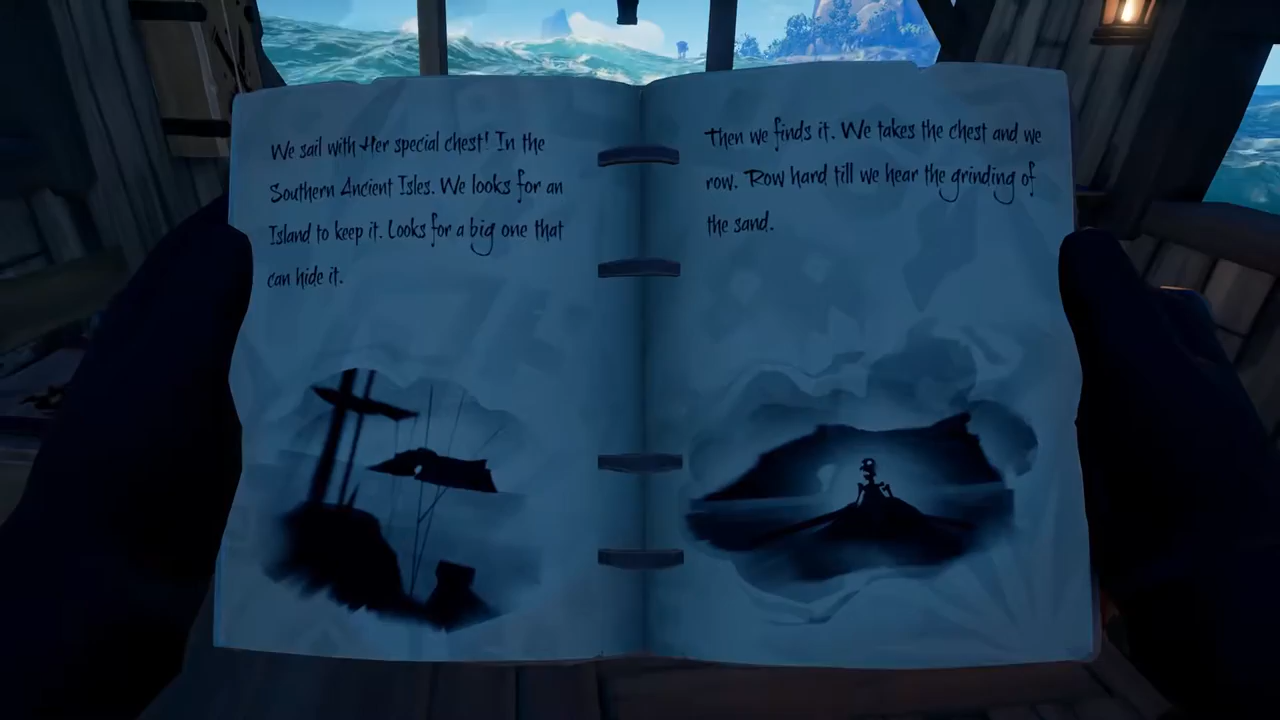 We sail with Her special chest! In the
Southern Ancient Isles. We looks for an
Island to keep it. Looks for a big one that
can hide it.
Then we finds it. We takes the chest and we
row. Row hard till we hear the grinding of
the sand.